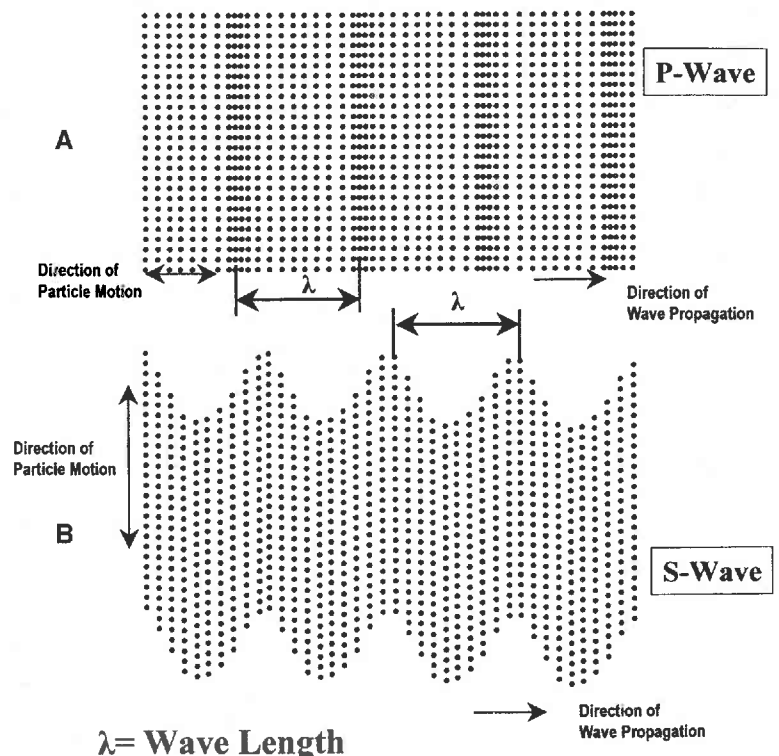 P-Wave
A
Direction of
Particle Motion
λ
Direction of
Wave Propagation
λ
Direction of
Particle Motion
B
S-Wave
Direction of
Wave Propagation
λ= Wave Length